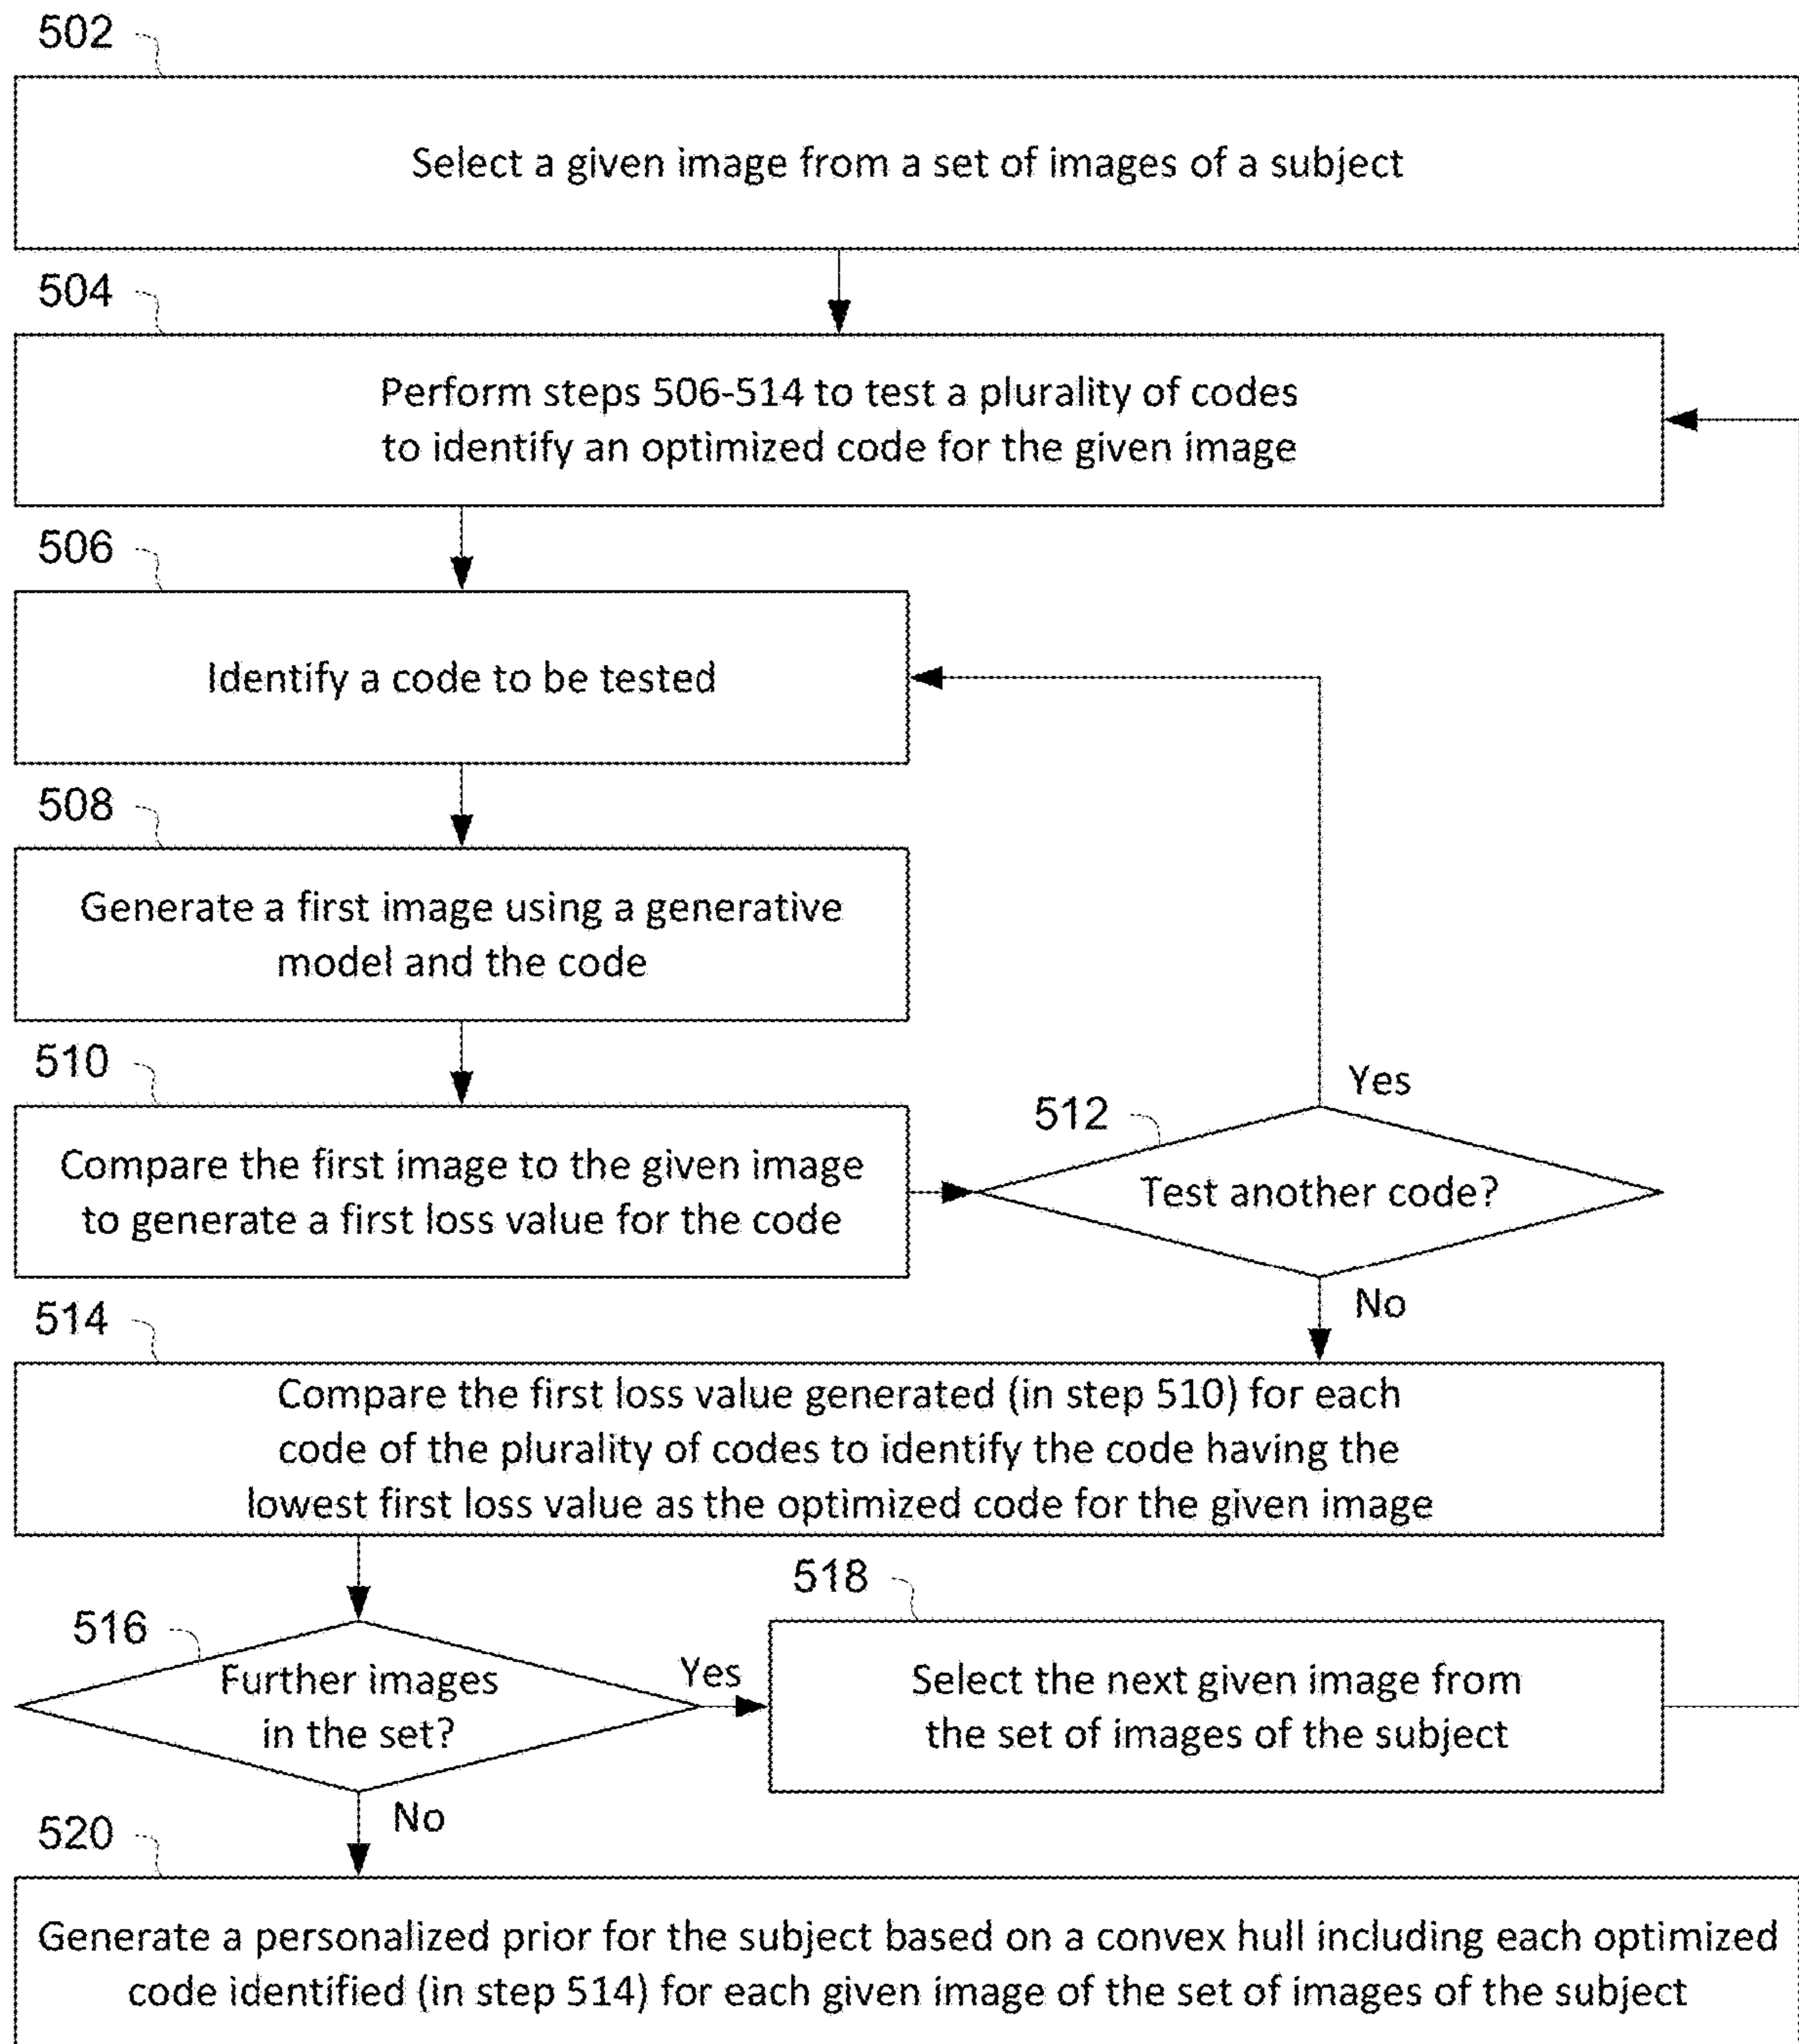 502
Select a given image from a set of images of a subject
504
Perform steps 506-514 to test a plurality of codes
to identify an optimized code for the given image
506
Identify a code to be tested
508
Generate a first image using a generative
model and the code
510
Compare the first image to the given image
to generate a first loss value for the code
512
Yes
Test another code?
No
514
Compare the first loss value generated (in step 510) for each
code of the plurality of codes to identify the code having the
lowest first loss value as the optimized code for the given image
516
Further images
in the set?
Yes
518
Select the next given image from
the set of images of the subject
No
520
Generate a personalized prior for the subject based on a convex hull including each optimized
code identified (in step 514) for each given image of the set of images of the subject